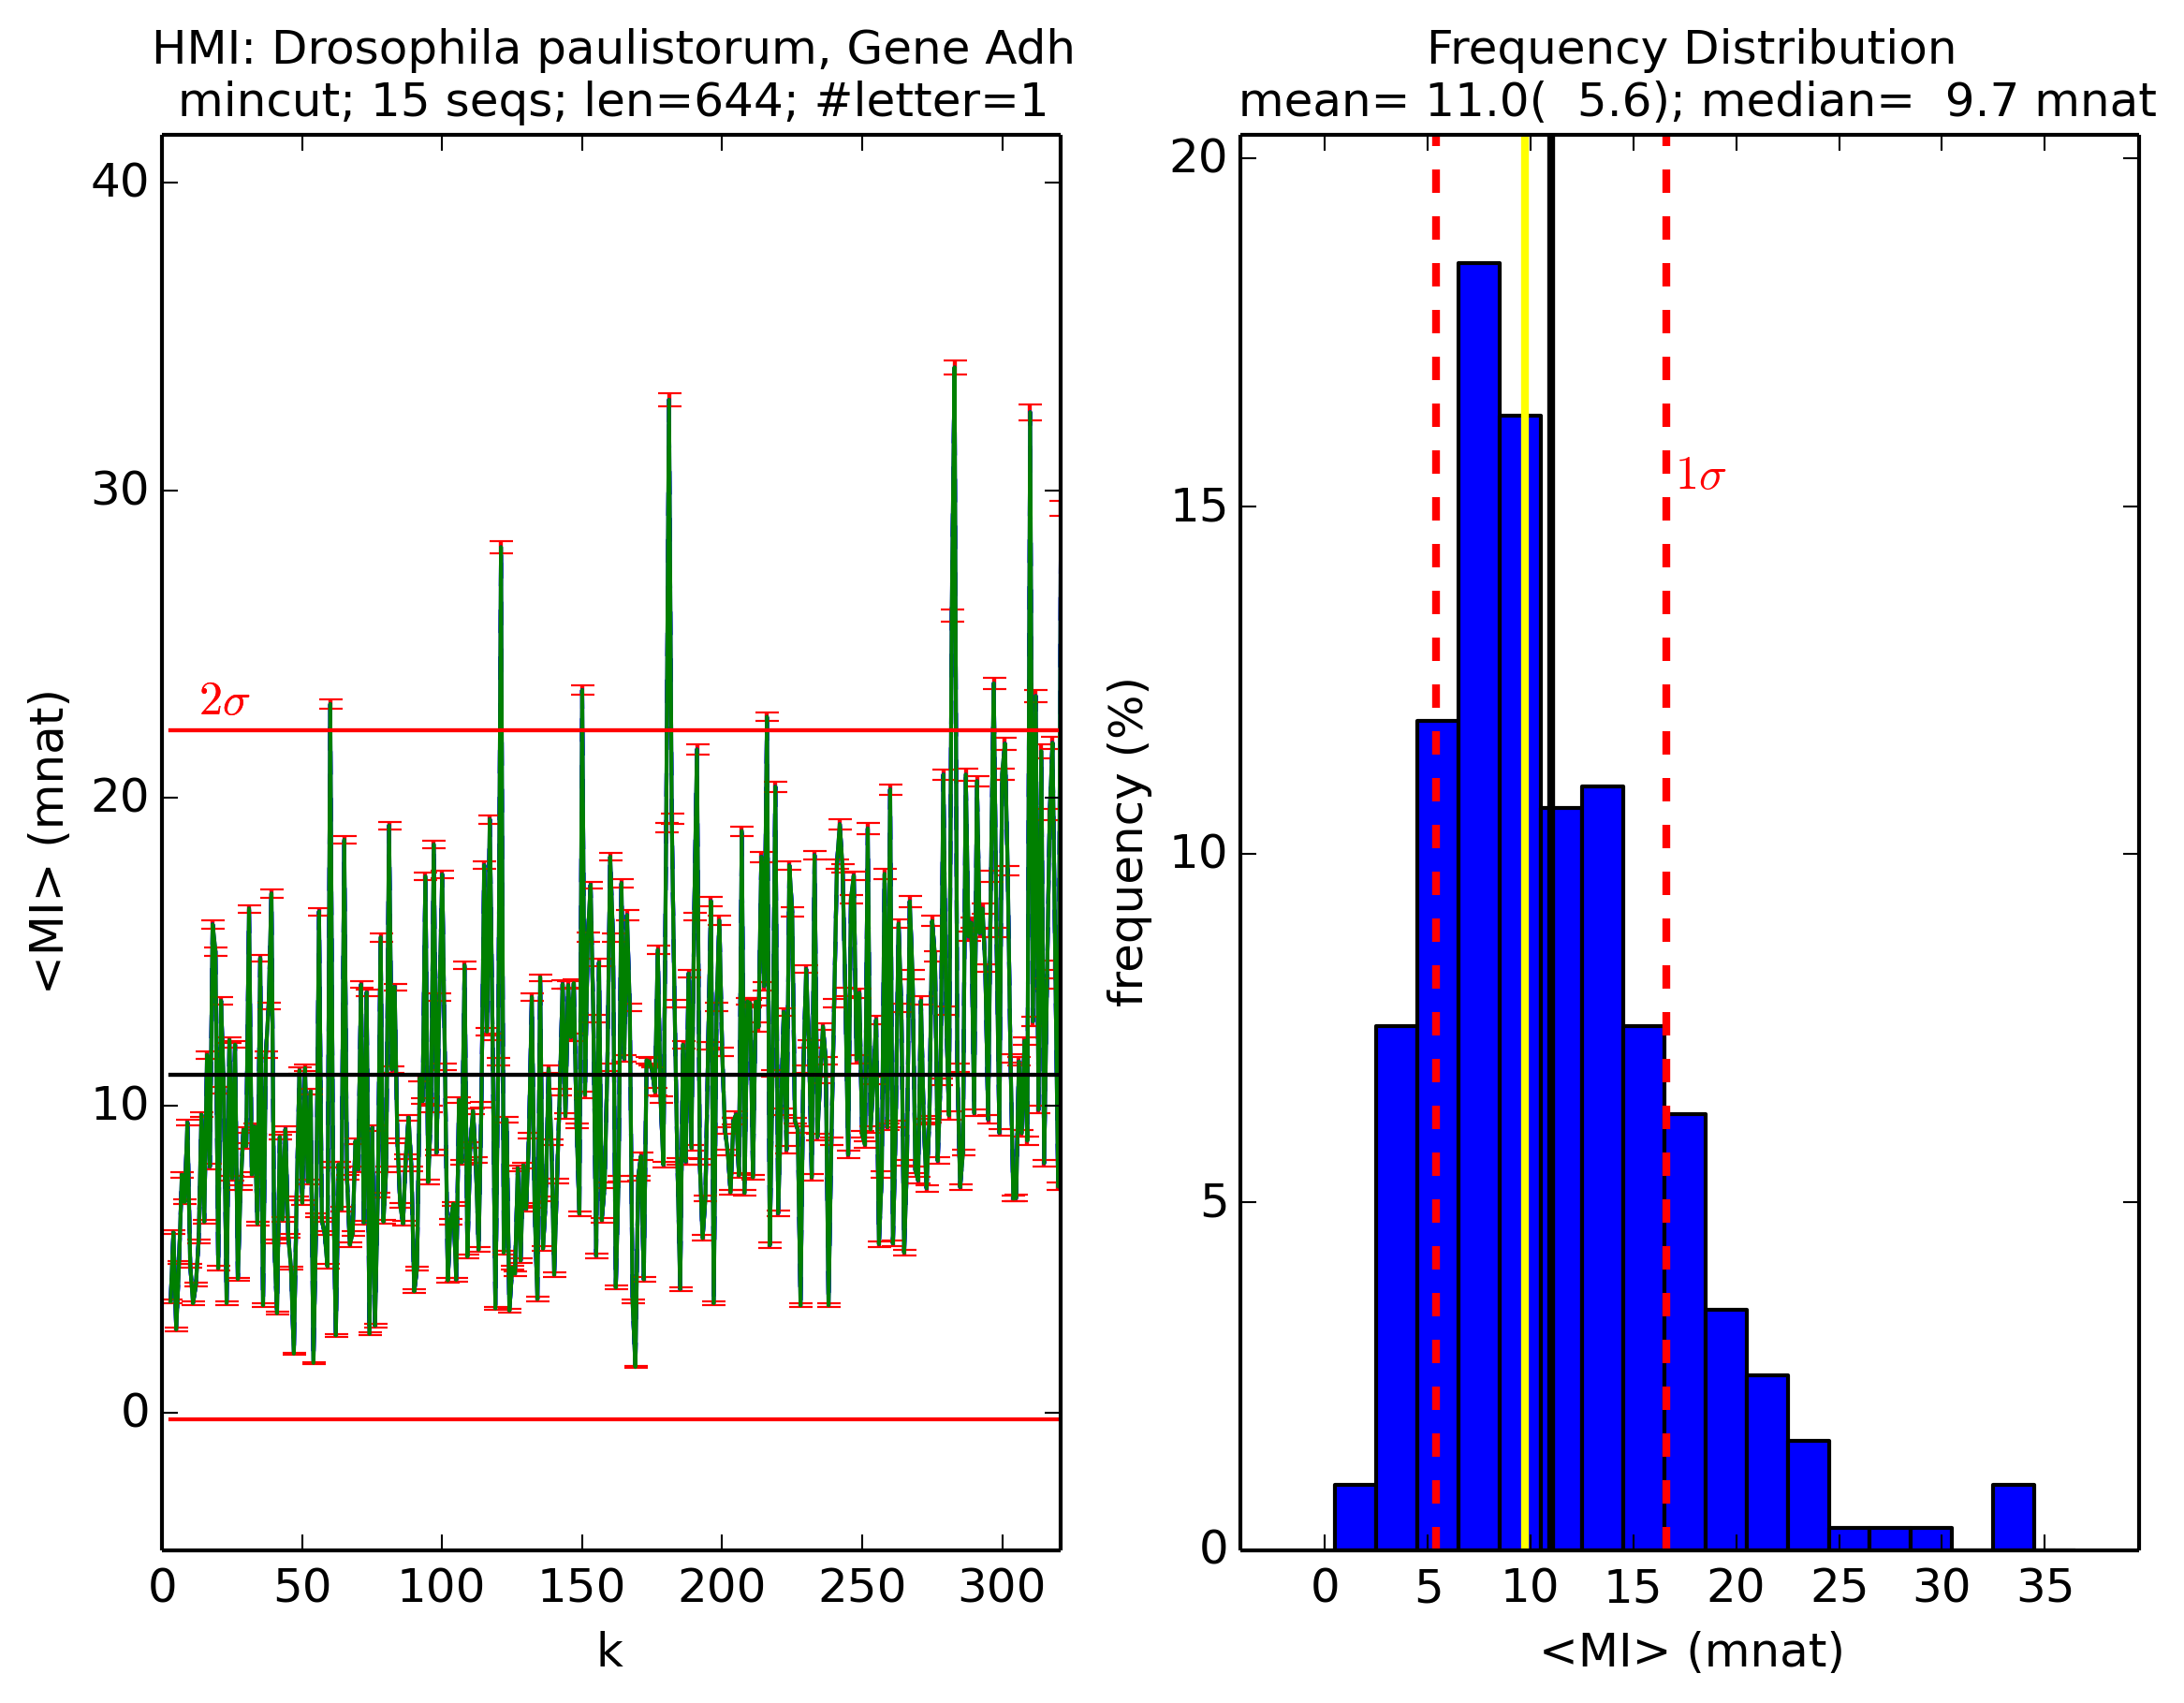 HMI: Drosophila paulistorum, Gene Adh
mincut; 15 seqs; len=644; #letter=1
40
30
20
10
0
<MI> (mnat)
2σ
0 50 100 150 200 250 300
k
Frequency Distribution
mean= 11.0( 5.6); median= 9.7 mnat
20
15
10
5
0
frequency (%)
1σ
0 5 10 15 20 25 30 35
<MI> (mnat)